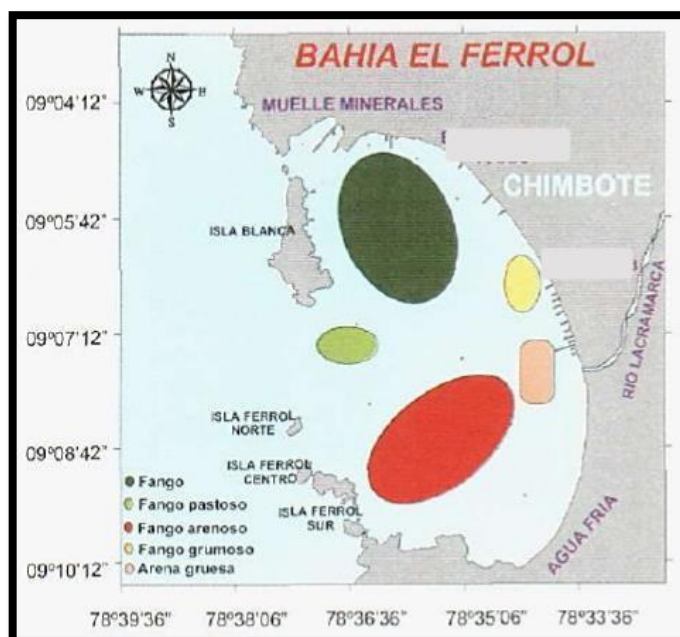 BAHIA EL FERROL
N
W
S
09°04'12"
MUELLE MINERALES
CHIMBOTE
09°05'42"
ISLA BLANCA
RIO LACRAMARCA
09°07'12"
ISLA FERROL
NORTE
09°08'42"
ISLA FERROL
CENTRO
Fango
Fango pastoso
ISLA FERROL
SUR
Fango arenoso
Fango grumoso
Arena gruesa
AGUA FRIA
09°10'12"
78°39'36"
78°38'06"
78°36'36"
78°35'06"
78°33'36"